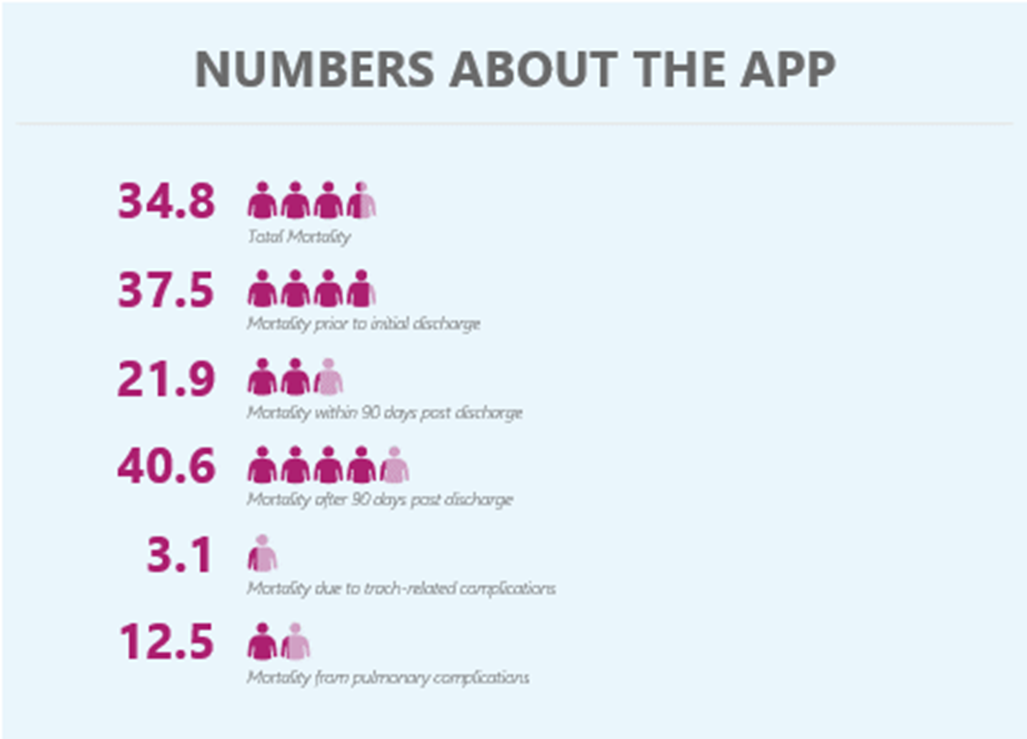 NUMBERS ABOUT THE APP
34.8
Total Mortality
37.5
Mortality prior to initial discharge
21.9
Mortality within 90 days post discharge
40.6
Mortality after 90 days post discharge
3.1
Mortality due to trach-related complications
12.5
Mortality from pulmonary complications